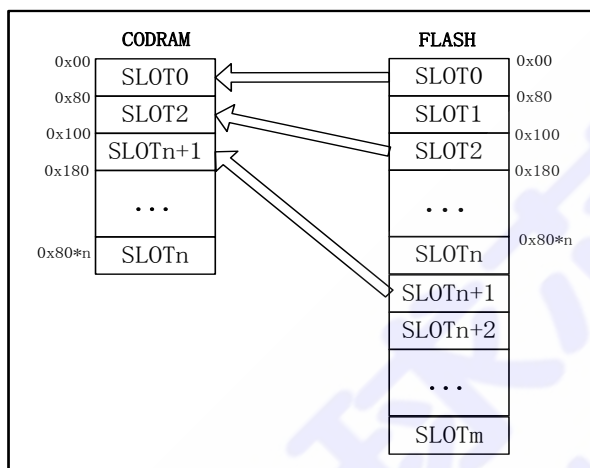 CODRAM
0x00
SLOT0
0x80
SLOT2
0x100
SLOTn+1
0x180
...
0x80*n
SLOTn
FLASH
SLOT0
0x00
0x80
SLOT1
0x100
SLOT2
0x180
...
SLOTn
0x80*n
SLOTn+1
SLOTn+2
...
SLOTm